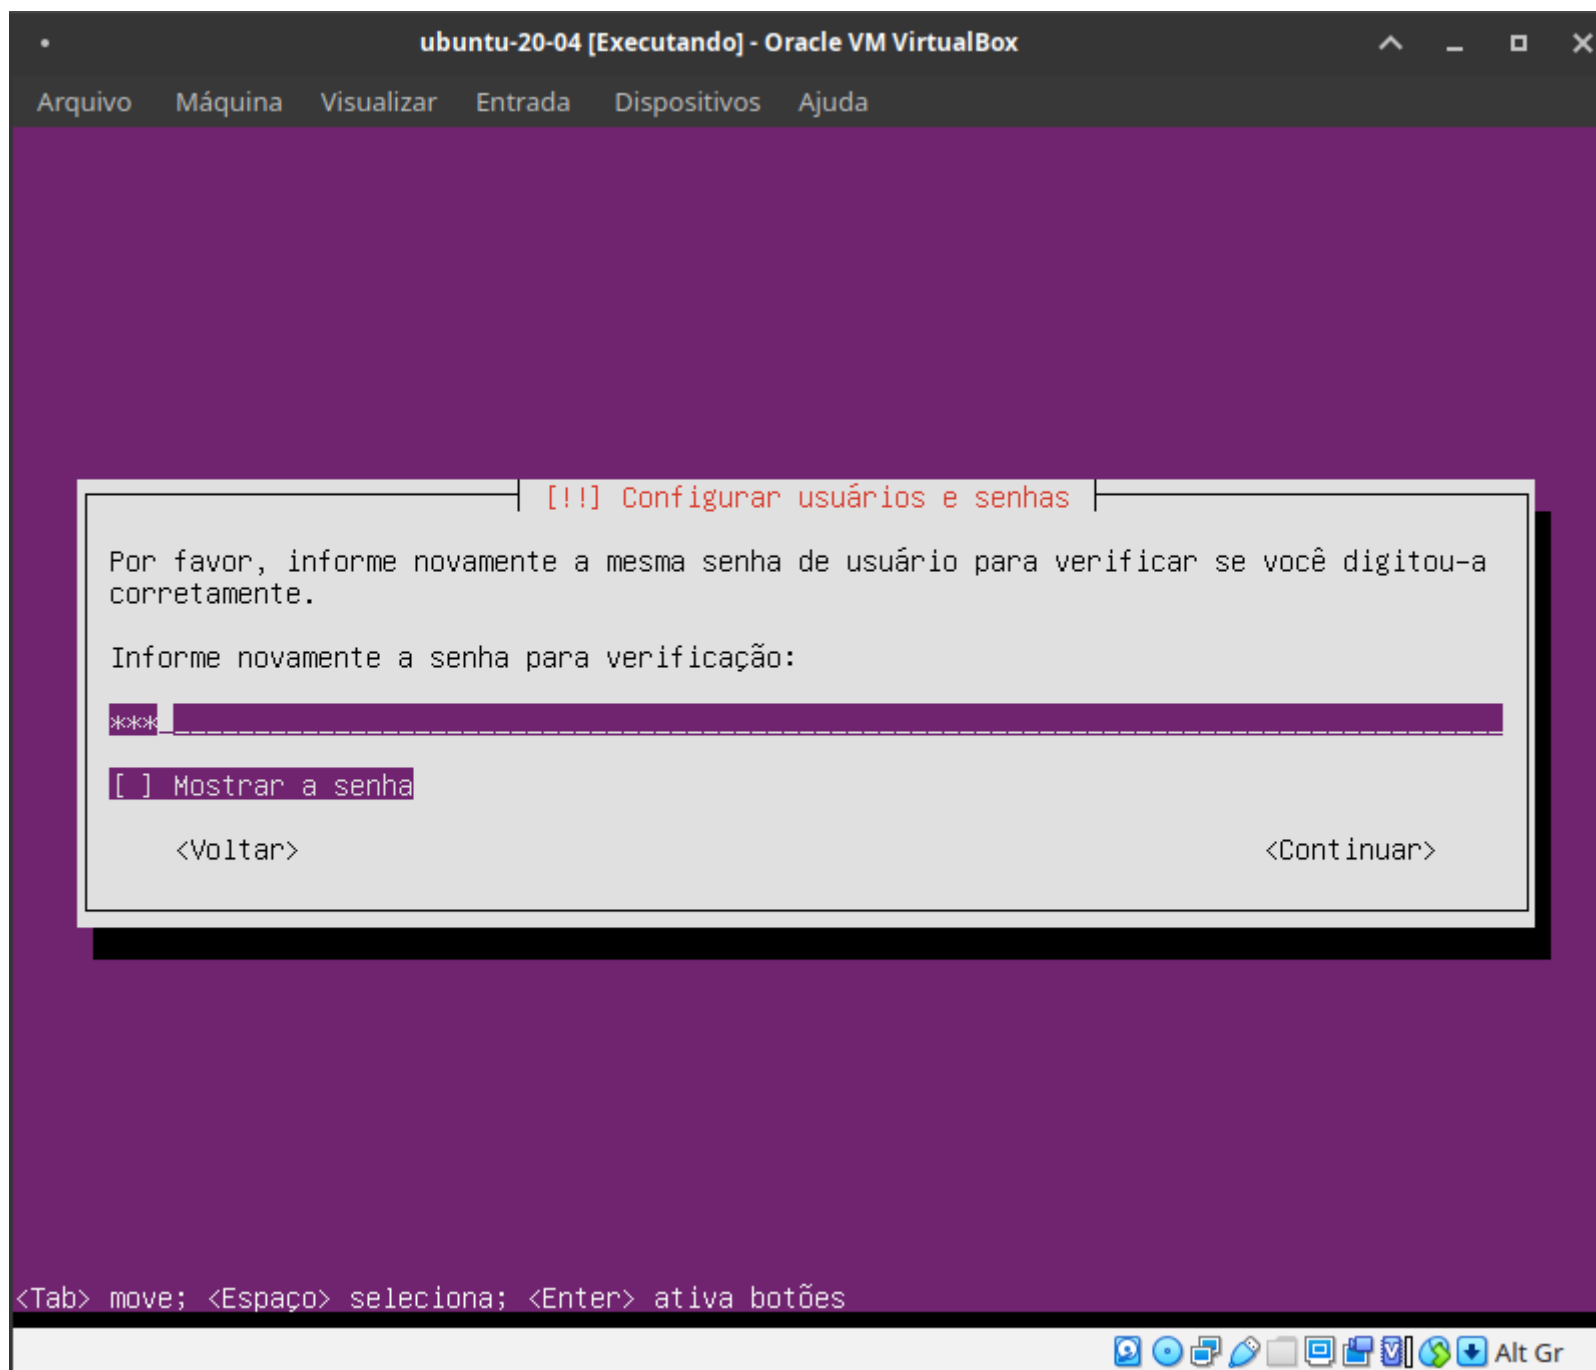 ubuntu-20-04 [Executando] - Oracle VM VirtualBox
Arquivo Máquina Visualizar Entrada Dispositivos Ajuda
[!!] Configurar usuários e senhas
Por favor, informe novamente a mesma senha de usuário para verificar se você digitou-a
corretamente.
Informe novamente a senha para verificação:
***
[ ] Mostrar a senha
<Voltar> <Continuar>
<Tab> move; <Espaço> seleciona; <Enter> ativa botões
Alt Gr